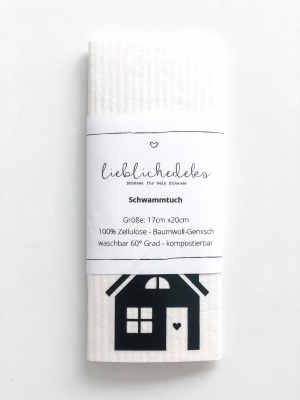 lieblichedeko
Schönes für Dein Zuhause
Schwammtuch
Größe: 17cm x20cm
100% Zellulose - Baumwoll-Gemisch
waschbar 60° Grad - kompostierbar